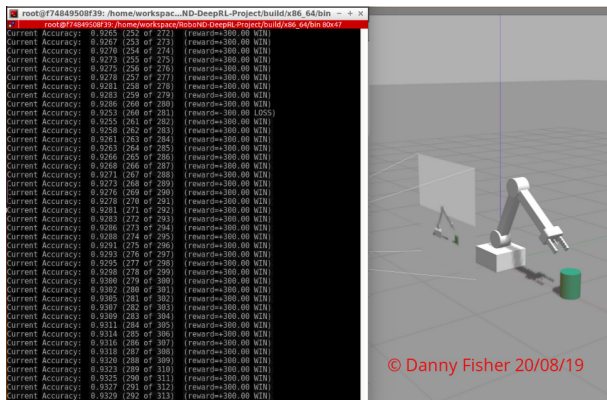 root@f74849508f39: /home/workspac...ND-DeepRL-Project/build/x86_64/bin
root@f74849508f39: /home/workspace/RoboND-DeepRL-Project/build/x86_64/bin 80x47
Current Accuracy: 0.9265 (252 of 272) (reward=+300.00 WIN)
Current Accuracy: 0.9267 (253 of 273) (reward=+300.00 WIN)
Current Accuracy: 0.9270 (254 of 274) (reward=+300.00 WIN)
Current Accuracy: 0.9273 (255 of 275) (reward=+300.00 WIN)
Current Accuracy: 0.9275 (256 of 276) (reward=+300.00 WIN)
Current Accuracy: 0.9278 (257 of 277) (reward=+300.00 WIN)
Current Accuracy: 0.9281 (258 of 278) (reward=+300.00 WIN)
Current Accuracy: 0.9283 (259 of 279) (reward=+300.00 WIN)
Current Accuracy: 0.9286 (260 of 280) (reward=+300.00 WIN)
Current Accuracy: 0.9253 (260 of 281) (reward=-300.00 LOSS)
Current Accuracy: 0.9255 (261 of 282) (reward=+300.00 WIN)
Current Accuracy: 0.9258 (262 of 283) (reward=+300.00 WIN)
Current Accuracy: 0.9261 (263 of 284) (reward=+300.00 WIN)
Current Accuracy: 0.9263 (264 of 285) (reward=+300.00 WIN)
Current Accuracy: 0.9266 (265 of 286) (reward=+300.00 WIN)
Current Accuracy: 0.9268 (266 of 287) (reward=+300.00 WIN)
Current Accuracy: 0.9271 (267 of 288) (reward=+300.00 WIN)
Current Accuracy: 0.9273 (268 of 289) (reward=+300.00 WIN)
Current Accuracy: 0.9276 (269 of 290) (reward=+300.00 WIN)
Current Accuracy: 0.9278 (270 of 291) (reward=+300.00 WIN)
Current Accuracy: 0.9281 (271 of 292) (reward=+300.00 WIN)
Current Accuracy: 0.9283 (272 of 293) (reward=+300.00 WIN)
Current Accuracy: 0.9286 (273 of 294) (reward=+300.00 WIN)
Current Accuracy: 0.9288 (274 of 295) (reward=+300.00 WIN)
Current Accuracy: 0.9291 (275 of 296) (reward=+300.00 WIN)
Current Accuracy: 0.9293 (276 of 297) (reward=+300.00 WIN)
Current Accuracy: 0.9295 (277 of 298) (reward=+300.00 WIN)
Current Accuracy: 0.9298 (278 of 299) (reward=+300.00 WIN)
Current Accuracy: 0.9300 (279 of 300) (reward=+300.00 WIN)
Current Accuracy: 0.9302 (280 of 301) (reward=+300.00 WIN)
Current Accuracy: 0.9305 (281 of 302) (reward=+300.00 WIN)
Current Accuracy: 0.9307 (282 of 303) (reward=+300.00 WIN)
Current Accuracy: 0.9309 (283 of 304) (reward=+300.00 WIN)
Current Accuracy: 0.9311 (284 of 305) (reward=+300.00 WIN)
Current Accuracy: 0.9314 (285 of 306) (reward=+300.00 WIN)
Current Accuracy: 0.9316 (286 of 307) (reward=+300.00 WIN)
Current Accuracy: 0.9318 (287 of 308) (reward=+300.00 WIN)
Current Accuracy: 0.9320 (288 of 309) (reward=+300.00 WIN)
Current Accuracy: 0.9323 (289 of 310) (reward=+300.00 WIN)
Current Accuracy: 0.9325 (290 of 311) (reward=+300.00 WIN)
Current Accuracy: 0.9327 (291 of 312) (reward=+300.00 WIN)
Current Accuracy: 0.9329 (292 of 313) (reward=+300.00 WIN)
© Danny Fisher 20/08/19